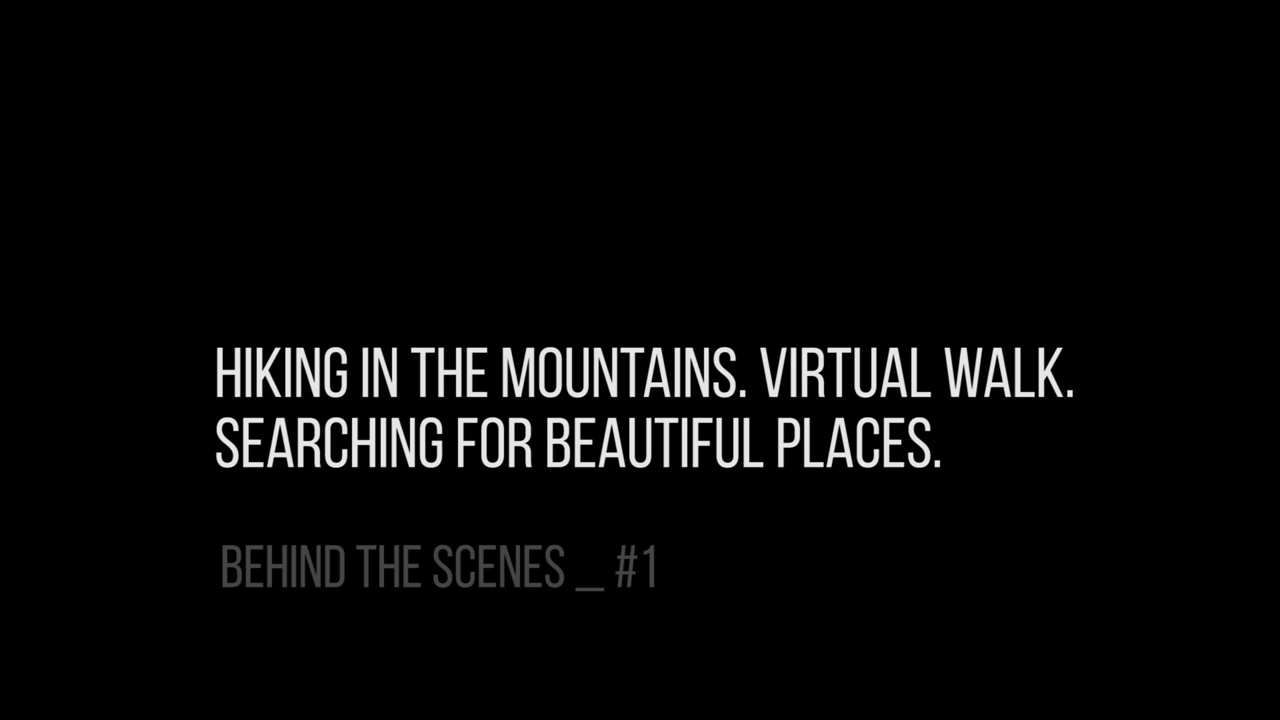 HIKING IN THE MOUNTAINS. VIRTUAL WALK.
SEARCHING FOR BEAUTIFUL PLACES.
BEHIND THE SCENES _ #1